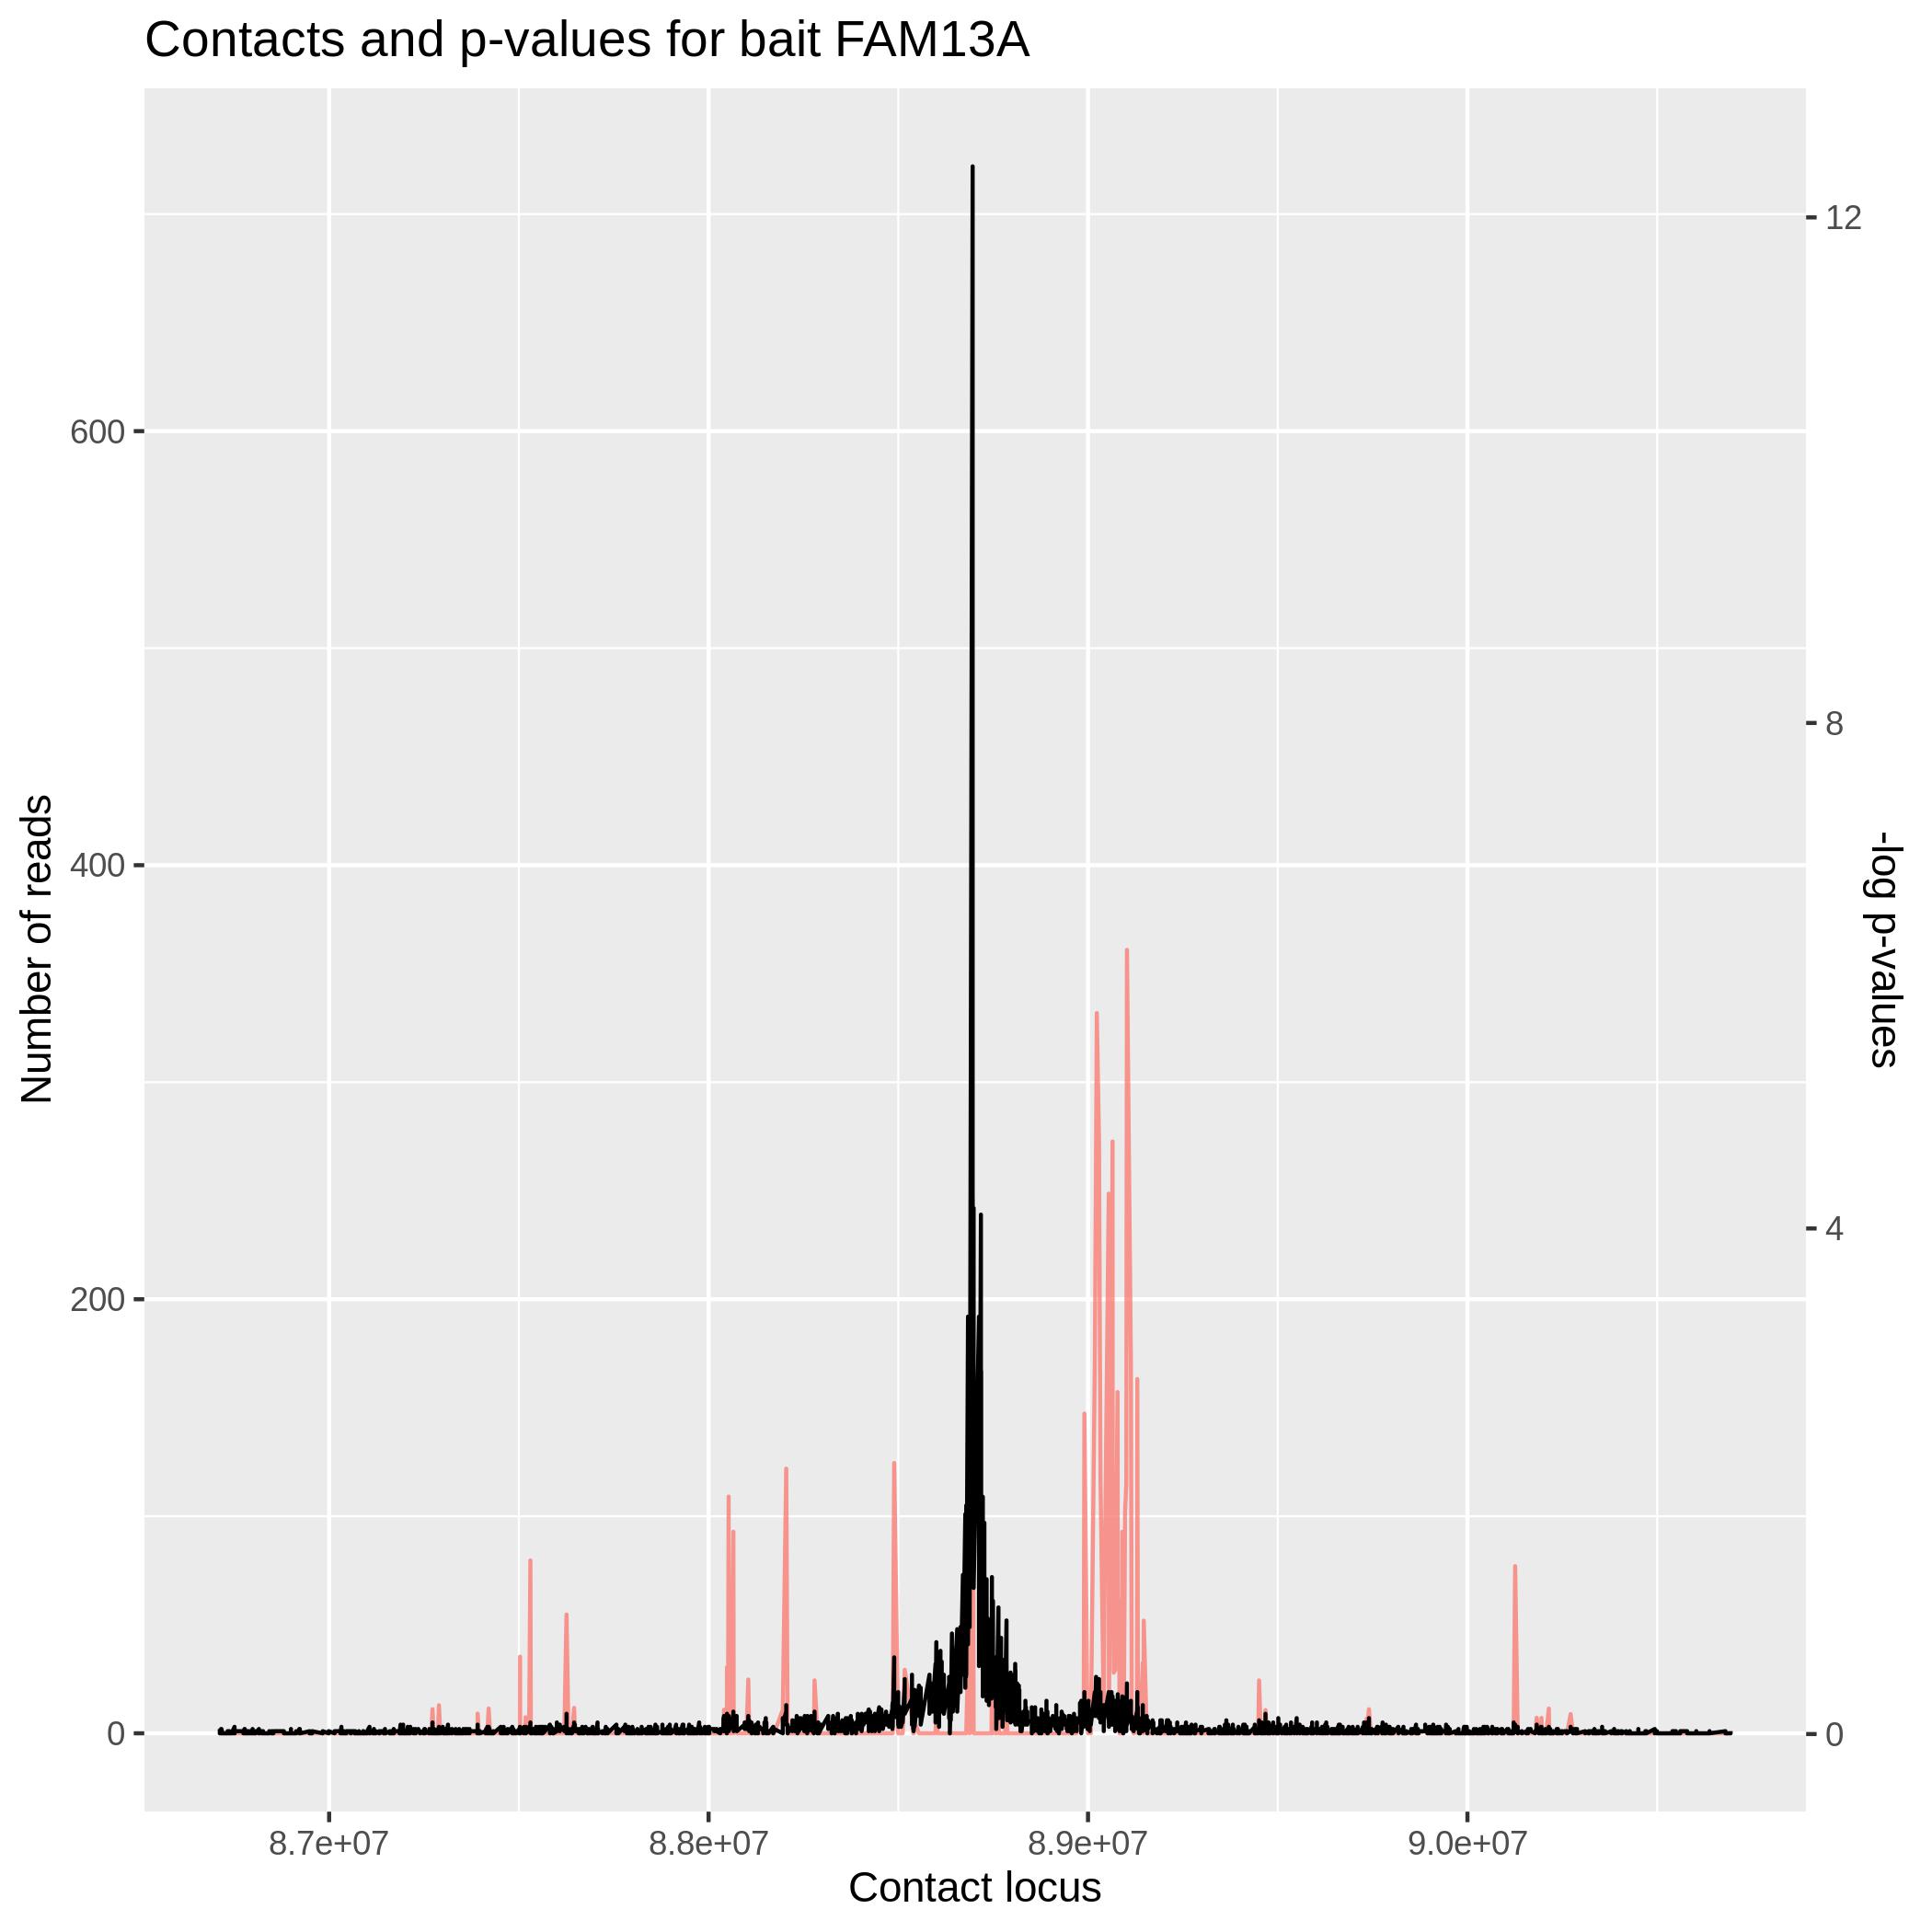 Contacts and p-values for bait FAM13A
Number of reads
600
400
200
0
12
8
4
0
-log p-values
8.7e+07
8.8e+07
8.9e+07
9.0e+07
Contact locus